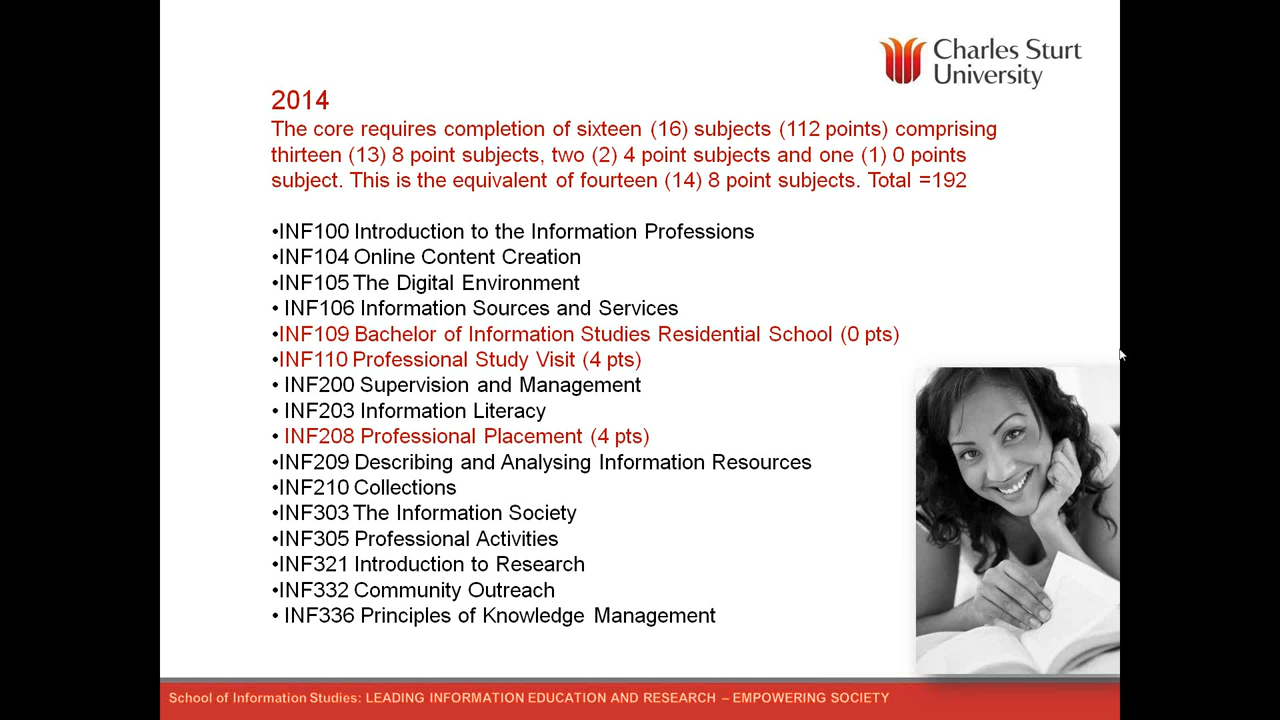 Charles Sturt
University
2014
The core requires completion of sixteen (16) subjects (112 points) comprising
thirteen (13) 8 point subjects, two (2) 4 point subjects and one (1) 0 points
subject. This is the equivalent of fourteen (14) 8 point subjects. Total =192
•INF100 Introduction to the Information Professions
•INF104 Online Content Creation
•INF105 The Digital Environment
• INF106 Information Sources and Services
•INF109 Bachelor of Information Studies Residential School (0 pts)
•INF110 Professional Study Visit (4 pts)
• INF200 Supervision and Management
• INF203 Information Literacy
• INF208 Professional Placement (4 pts)
•INF209 Describing and Analysing Information Resources
•INF210 Collections
•INF303 The Information Society
•INF305 Professional Activities
•INF321 Introduction to Research
•INF332 Community Outreach
• INF336 Principles of Knowledge Management
School of Information Studies: LEADING INFORMATION EDUCATION AND RESEARCH – EMPOWERING SOCIETY